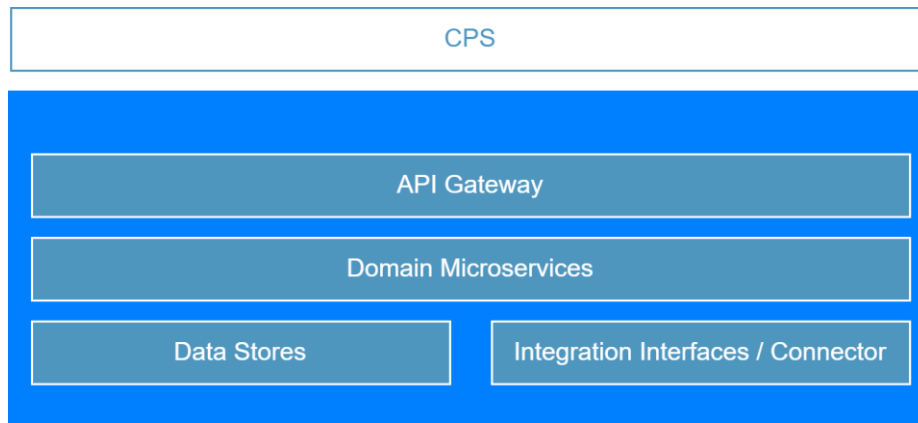 CPS
API Gateway
Domain Microservices
Data Stores
Integration Interfaces / Connector